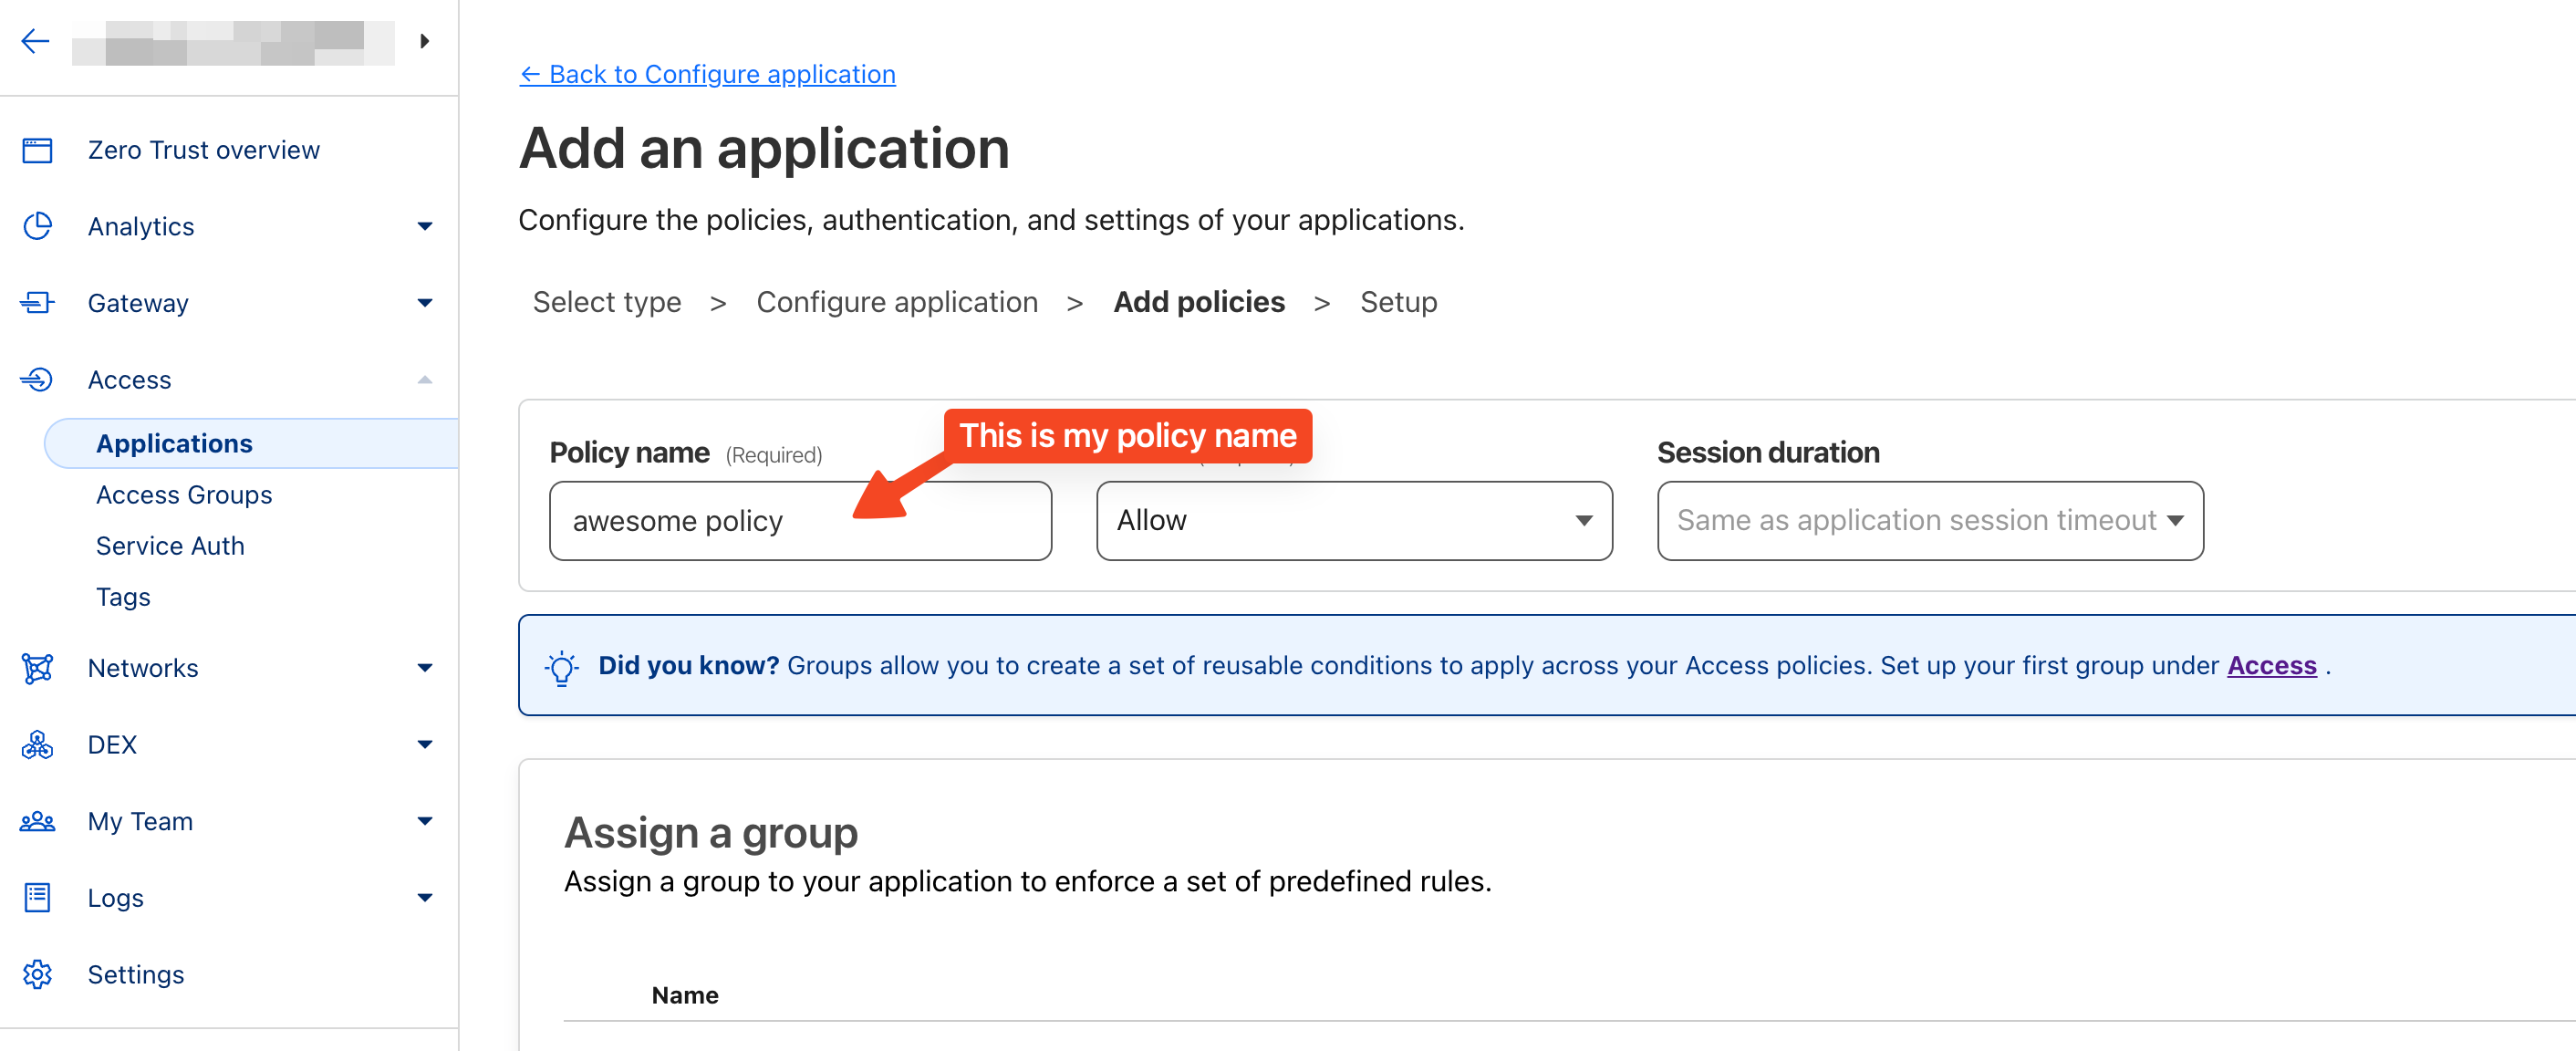 Zero Trust overview
Analytics
Gateway
Access
Applications
Access Groups
Service Auth
Tags
Networks
DEX
My Team
Logs
Settings
← Back to Configure application
Add an application
Configure the policies, authentication, and settings of your applications.
Select type > Configure application > Add policies > Setup
This is my policy name
Policy name (Required)
Session duration
awesome policy
Allow
Same as application session timeout
Did you know? Groups allow you to create a set of reusable conditions to apply across your Access policies. Set up your first group under Access .
Assign a group
Assign a group to your application to enforce a set of predefined rules.
Name